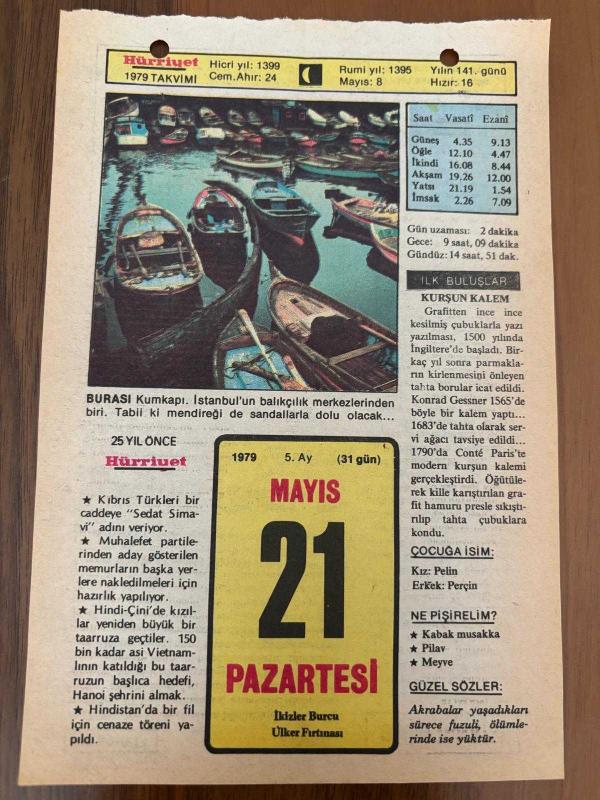 Hürriyet
1979 TAKVİMİ
Hicri yıl: 1399
Cem.Ahır: 24
Rumi yıl: 1395
Mayıs: 8
Yılın 141. günü
Hızır: 16
Saat Vasatî Ezanî
Güneş 4.35 9.13
Öğle 12.10 4.47
İkindi 16.08 8.44
Akşam 19.26 12.00
Yatsı 21.19 1.54
İmsak 2.26 7.09
Gün uzaması: 2 dakika
Gece: 9 saat, 09 dakika
Gündüz: 14 saat, 51 dak.
BURASI Kumkapı. İstanbul'un balıkçılık merkezlerinden
biri. Tabii ki mendireği de sandallarla dolu olacak...
25 YIL ÖNCE
Hürriyet
★ Kıbrıs Türkleri bir
caddeye "Sedat Sima-
vi" adını veriyor.
★ Muhalefet partile-
rinden aday gösterilen
memurların başka yer-
lere nakledilmeleri için
hazırlık yapılıyor.
★ Hindi-Çini'de kızıl-
lar yeniden büyük bir
taarruza geçtiler. 150
bin kadar asi Vietnam-
lının katıldığı bu taar-
ruzun başlıca hedefi,
Hanoi şehrini almak.
★ Hindistan'da bir fil
için cenaze töreni ya-
pıldı.
1979 5. Ay (31 gün)
MAYIS
21
PAZARTESİ
İkizler Burcu
Ülker Fırtınası
İLK BULUŞLAR
KURŞUN KALEM
Grafitten ince ince
kesilmiş çubuklarla yazı
yazılması, 1500 yılında
İngiltere'de başladı. Bir-
kaç yıl sonra parmakla-
rın kirlenmesini önleyen
tahta borular icat edildi.
Konrad Gessner 1565'de
böyle bir kalem yaptı...
1683'de tahta olarak ser-
vi ağacı tavsiye edildi...
1790'da Conté Paris'te
modern kurşun kalemi
gerçekleştirdi. Öğütüle-
rek kille karıştırılan gra-
fit hamuru presle sıkıştı-
rılıp tahta çubuklara
kondu.
ÇOCUĞA İSİM:
Kız: Pelin
Erkek: Perçin
NE PİŞİRELİM?
★ Kabak musakka
★ Pilav
★ Meyve
GÜZEL SÖZLER:
Akrabalar yaşadıkları
sürece fuzuli, ölümle-
rinde ise yüktür.